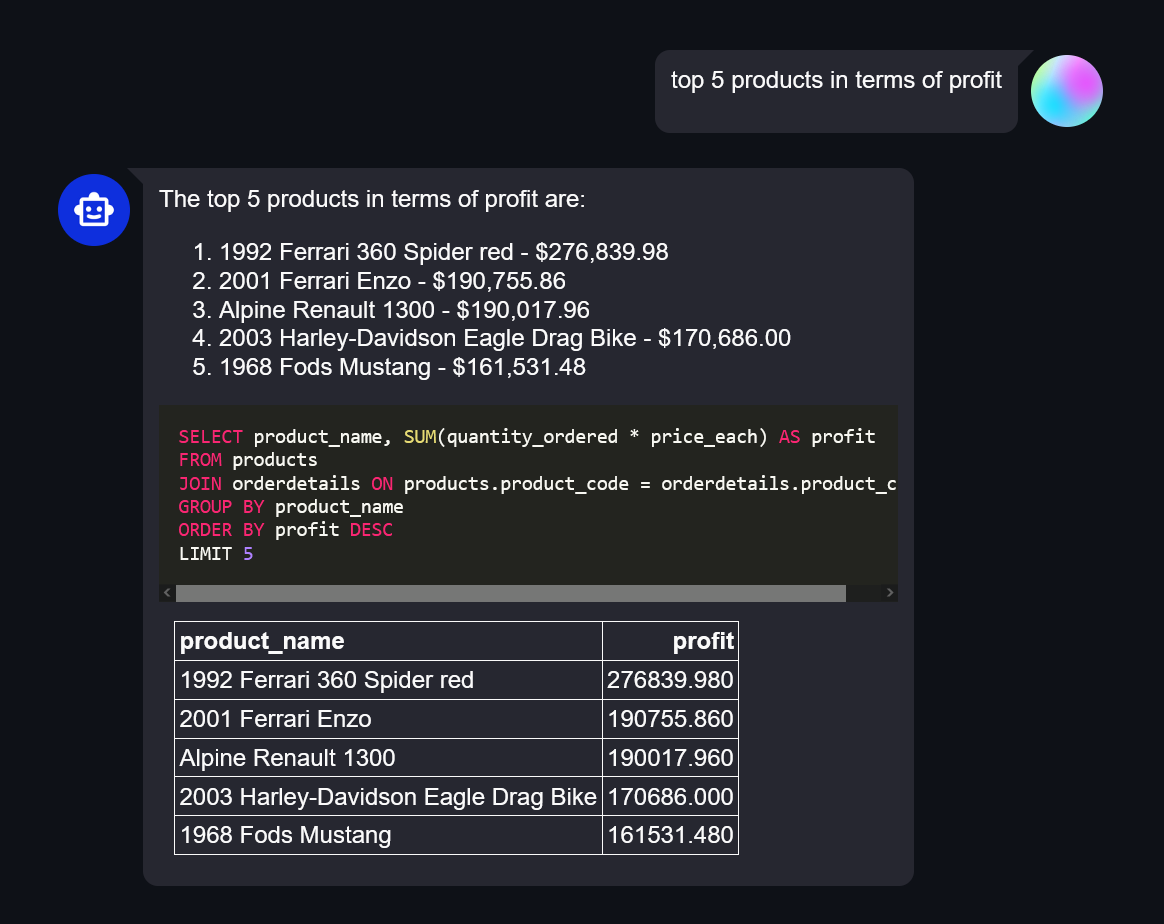 top 5 products in terms of profit
The top 5 products in terms of profit are:
1. 1992 Ferrari 360 Spider red - $276,839.98
2. 2001 Ferrari Enzo - $190,755.86
3. Alpine Renault 1300 - $190,017.96
4. 2003 Harley-Davidson Eagle Drag Bike - $170,686.00
5. 1968 Fods Mustang - $161,531.48
SELECT product_name, SUM(quantity_ordered * price_each) AS profit
FROM products
JOIN orderdetails ON products.product_code = orderdetails.product_c
GROUP BY product_name
ORDER BY profit DESC
LIMIT 5
product_name profit
1992 Ferrari 360 Spider red 276839.980
2001 Ferrari Enzo 190755.860
Alpine Renault 1300 190017.960
2003 Harley-Davidson Eagle Drag Bike 170686.000
1968 Fods Mustang 161531.480